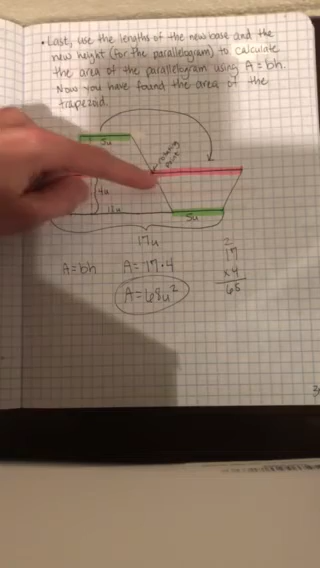 • Last, use the lengths of the new base and the
new height (for the parallelogram) to calculate
the area of the parallelogram using A = bh.
Now you have found the area of the
trapezoid.
5u
4u
12u
5u
17u
A = bh
A = 17 · 4
A = 68u²
2
17
x 4
68